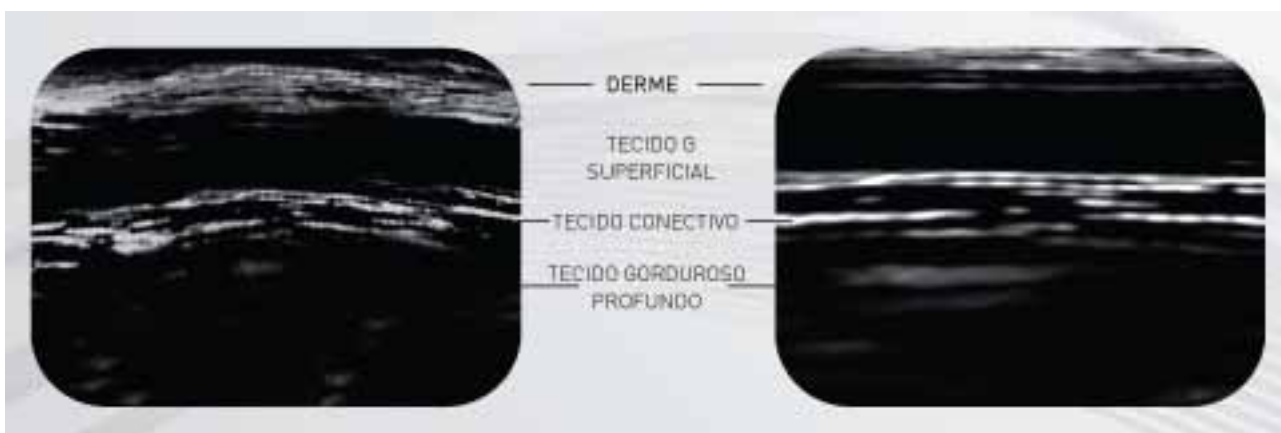 DERME
TECIDO G
SUPERFICIAL
TECIDO CONECTIVO
TECIDO GORDUROSO
PROFUNDO